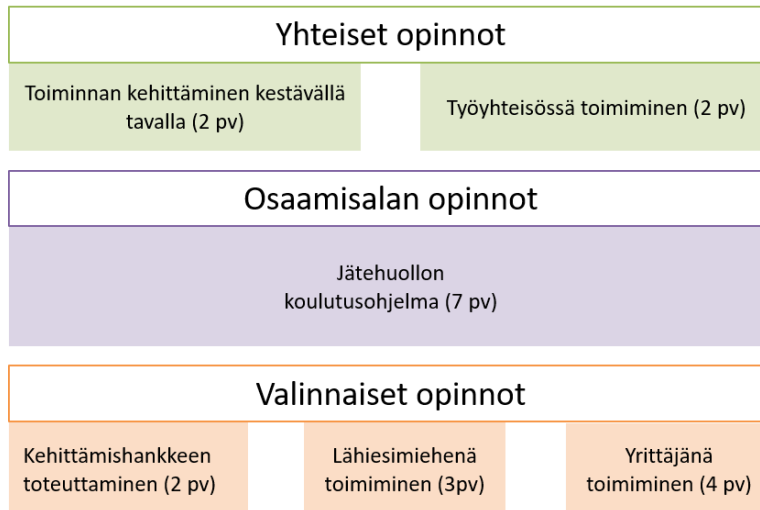 Yhteiset opinnot
Toiminnan kehittäminen kestävällä
tavalla (2 pv)
Työyhteisössä toimiminen (2 pv)
Osaamisalan opinnot
Jätehuollon
koulutusohjelma (7 pv)
Valinnaiset opinnot
Kehittämishankkeen
toteuttaminen (2 pv)
Lähiesimiehenä
toimiminen (3pv)
Yrittäjänä
toimiminen (4 pv)